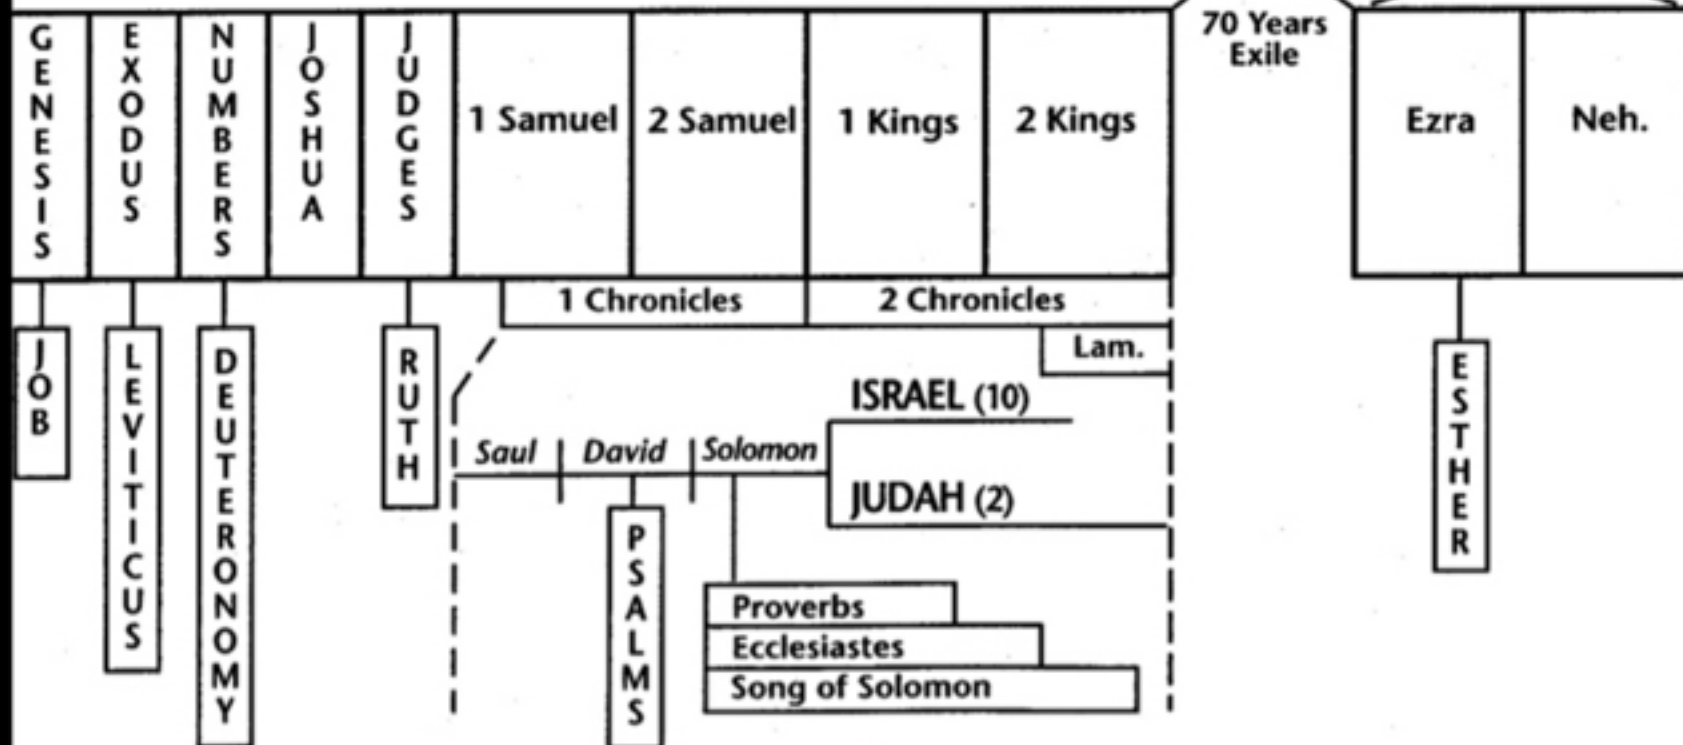 GENESIS
EXODUS
NUMBERS
JOSHUA
JUDGES
1 Samuel
2 Samuel
1 Kings
2 Kings
70 Years
Exile
Ezra
Neh.
1 Chronicles
2 Chronicles
Lam.
JOB
LEVITICUS
DEUTERONOMY
RUTH
ISRAEL (10)
Saul
David
Solomon
JUDAH (2)
PSALMS
Proverbs
Ecclesiastes
Song of Solomon
ESTHER